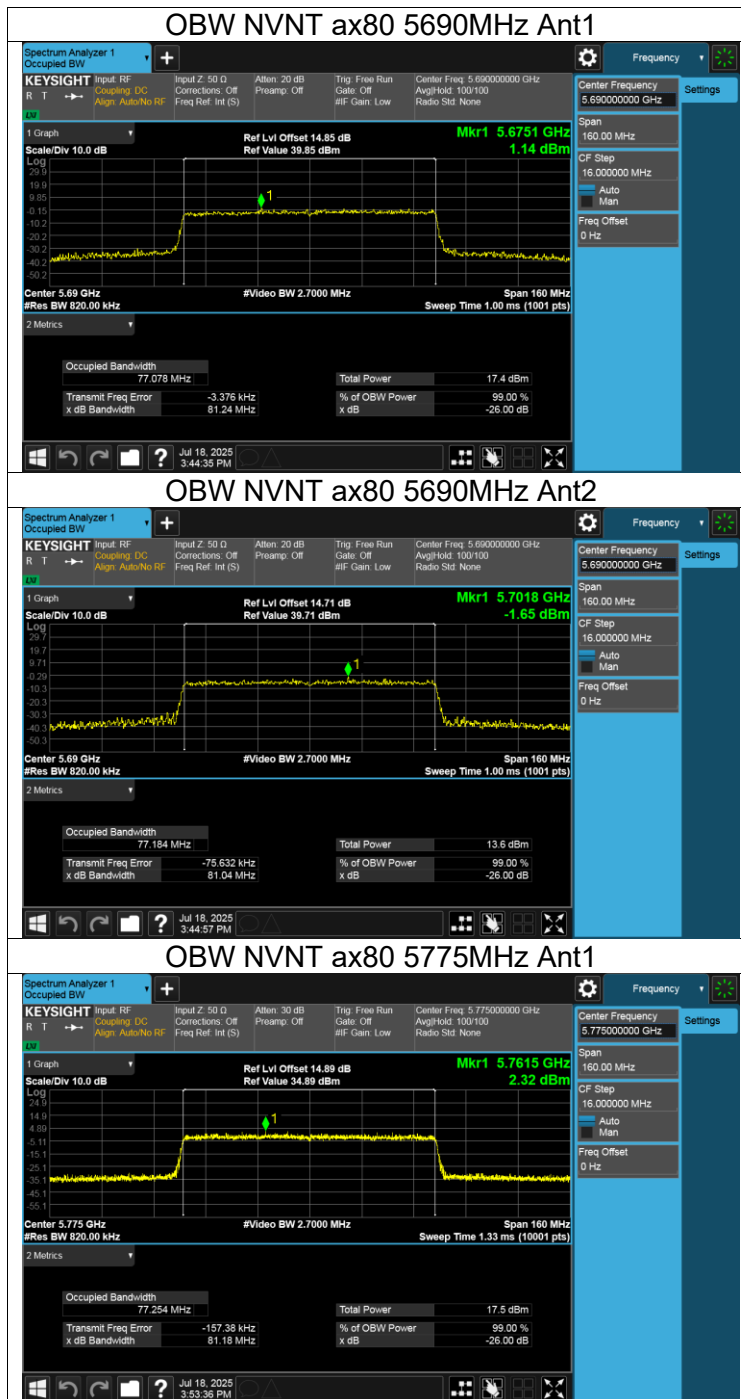 OBW NVNT ax80 5690MHz Ant1
Spectrum Analyzer 1
Occupied BW
+
Frequency
KEYSIGHT Input: RF Input Z: 50 Ω Atten: 20 dB Trig: Free Run Center Freq: 5.690000000 GHz
R T Coupling: DC Corrections: Off Preamp: Off Gate: Off Avg|Hold: 100/100
Align: Auto/No RF Freq Ref: Int (S) #IF Gain: Low Radio Std: None
LXI
Center Frequency
5.690000000 GHz
Settings
Span
160.00 MHz
CF Step
16.000000 MHz
Auto
Man
Freq Offset
0 Hz
1 Graph
Ref Lvl Offset 14.85 dB
Mkr1 5.6751 GHz
Scale/Div 10.0 dB
Ref Value 39.85 dBm
1.14 dBm
Log
29.9
19.9
9.85
-0.15
-10.2
-20.2
-30.2
-40.2
-50.2
1
Center 5.69 GHz #Video BW 2.7000 MHz Span 160 MHz
#Res BW 820.00 kHz Sweep Time 1.00 ms (1001 pts)
2 Metrics
Occupied Bandwidth
77.078 MHz Total Power 17.4 dBm
Transmit Freq Error -3.376 kHz % of OBW Power 99.00 %
x dB Bandwidth 81.24 MHz x dB -26.00 dB
?
Jul 18, 2025
3:44:35 PM
OBW NVNT ax80 5690MHz Ant2
Spectrum Analyzer 1
Occupied BW
+
Frequency
KEYSIGHT Input: RF Input Z: 50 Ω Atten: 20 dB Trig: Free Run Center Freq: 5.690000000 GHz
R T Coupling: DC Corrections: Off Preamp: Off Gate: Off Avg|Hold: 100/100
Align: Auto/No RF Freq Ref: Int (S) #IF Gain: Low Radio Std: None
LXI
Center Frequency
5.690000000 GHz
Settings
Span
160.00 MHz
CF Step
16.000000 MHz
Auto
Man
Freq Offset
0 Hz
1 Graph
Ref Lvl Offset 14.71 dB
Mkr1 5.7018 GHz
Scale/Div 10.0 dB
Ref Value 39.71 dBm
-1.65 dBm
Log
29.7
19.7
9.71
-0.29
-10.3
-20.3
-30.3
-40.3
-50.3
1
Center 5.69 GHz #Video BW 2.7000 MHz Span 160 MHz
#Res BW 820.00 kHz Sweep Time 1.00 ms (1001 pts)
2 Metrics
Occupied Bandwidth
77.184 MHz Total Power 13.6 dBm
Transmit Freq Error -75.632 kHz % of OBW Power 99.00 %
x dB Bandwidth 81.04 MHz x dB -26.00 dB
?
Jul 18, 2025
3:44:57 PM
OBW NVNT ax80 5775MHz Ant1
Spectrum Analyzer 1
Occupied BW
+
Frequency
KEYSIGHT Input: RF Input Z: 50 Ω Atten: 30 dB Trig: Free Run Center Freq: 5.775000000 GHz
R T Coupling: DC Corrections: Off Preamp: Off Gate: Off Avg|Hold: 100/100
Align: Auto/No RF Freq Ref: Int (S) #IF Gain: Low Radio Std: None
LXI
Center Frequency
5.775000000 GHz
Settings
Span
160.00 MHz
CF Step
16.000000 MHz
Auto
Man
Freq Offset
0 Hz
1 Graph
Ref Lvl Offset 14.89 dB
Mkr1 5.7615 GHz
Scale/Div 10.0 dB
Ref Value 34.89 dBm
2.32 dBm
Log
24.9
14.9
4.89
-5.11
-15.1
-25.1
-35.1
-45.1
-55.1
1
Center 5.775 GHz #Video BW 2.7000 MHz Span 160 MHz
#Res BW 820.00 kHz Sweep Time 1.33 ms (10001 pts)
2 Metrics
Occupied Bandwidth
77.254 MHz Total Power 17.5 dBm
Transmit Freq Error -157.38 kHz % of OBW Power 99.00 %
x dB Bandwidth 81.18 MHz x dB -26.00 dB
?
Jul 18, 2025
3:53:36 PM